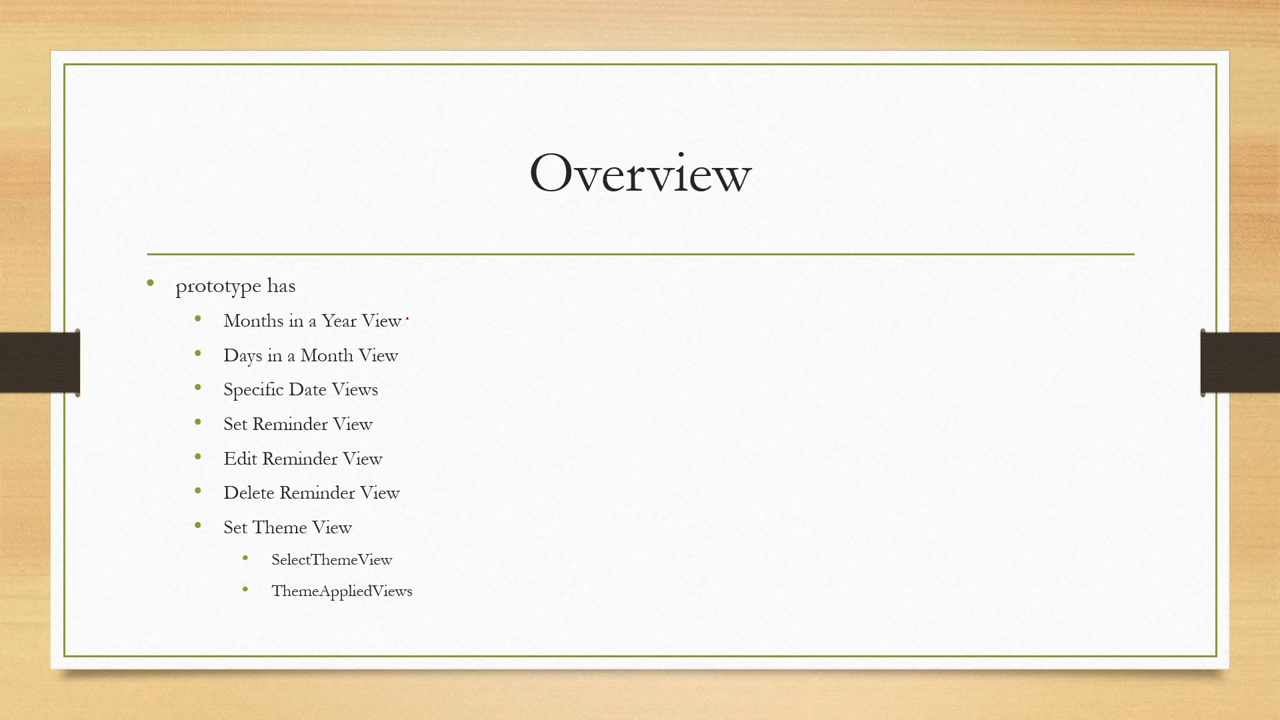 Overview
• prototype has
• Months in a Year View
• Days in a Month View
• Specific Date Views
• Set Reminder View
• Edit Reminder View
• Delete Reminder View
• Set Theme View
• SelectThemeView
• ThemeAppliedViews